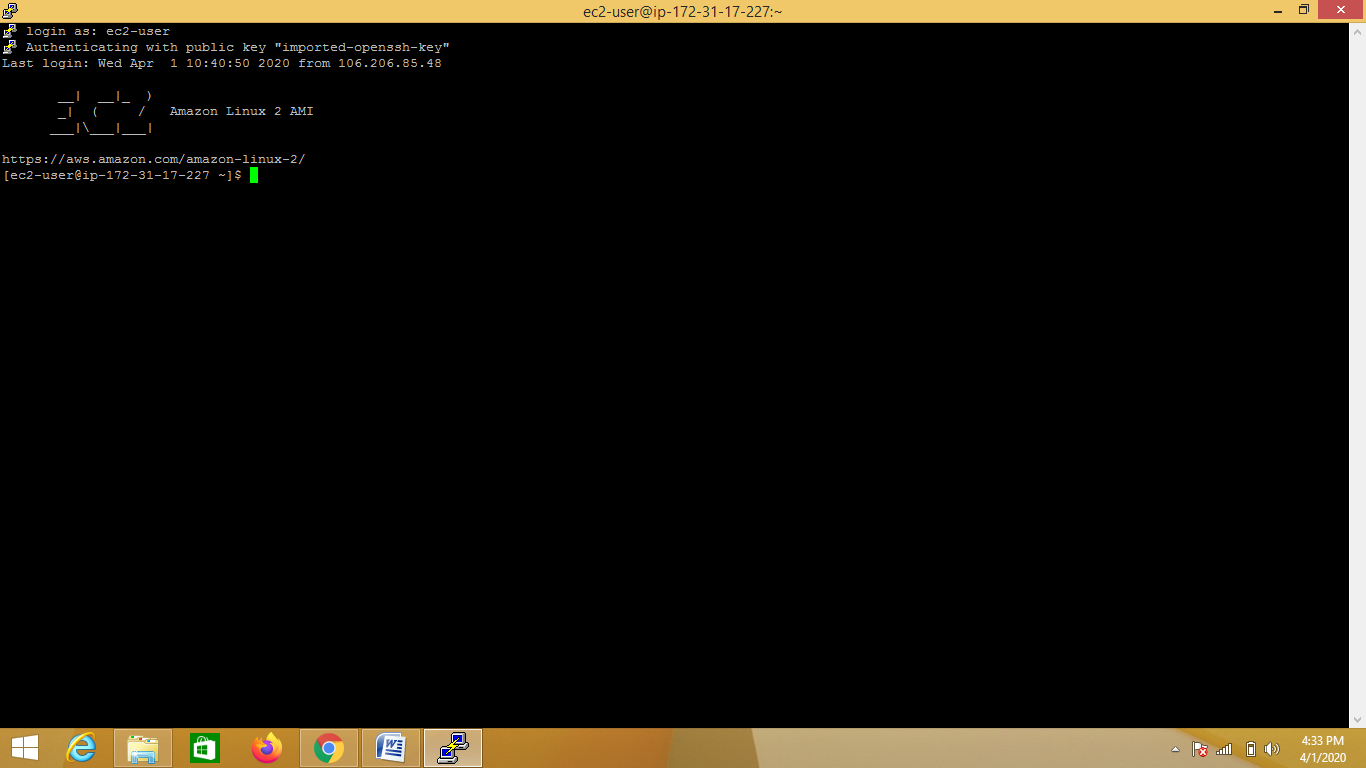 ec2-user@ip-172-31-17-227:~
login as: ec2-user
Authenticating with public key "imported-openssh-key"
Last login: Wed Apr  1 10:40:50 2020 from 106.206.85.48

       __|  __|_  )
       _|  (     /   Amazon Linux 2 AMI
      ___|\___|___|

https://aws.amazon.com/amazon-linux-2/
[ec2-user@ip-172-31-17-227 ~]$
4:33 PM
4/1/2020